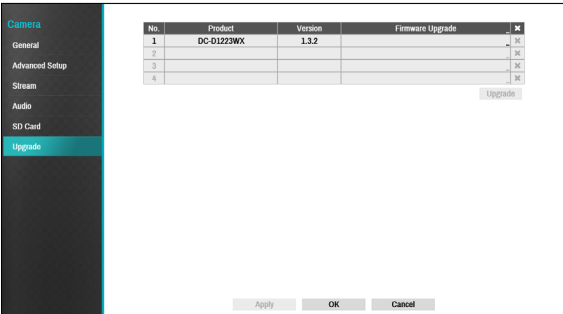 Camera
General
Advanced Setup
Stream
Audio
SD Card
Upgrade
No. Product Version Firmware Upgrade
1 DC-D1223WX 1.3.2
2
3
4
Upgrade
Apply OK Cancel